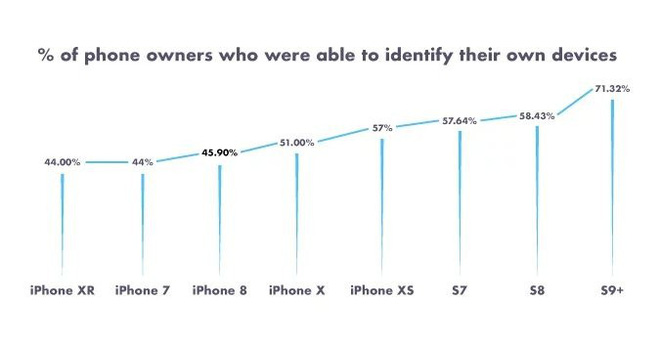 % of phone owners who were able to identify their own devices
71.32%
58.43%
57.64%
57%
51.00%
45.90%
44%
44.00%
iPhone XR
iPhone 7
iPhone 8
iPhone X
iPhone XS
S7
S8
S9+